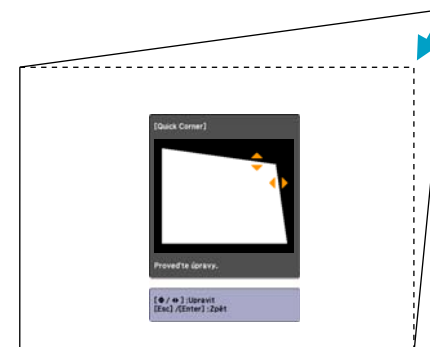 [Quick Corner]
Proveďte úpravy.
[◆/◆] :Upravit
[Esc] /[Enter] :Zpět